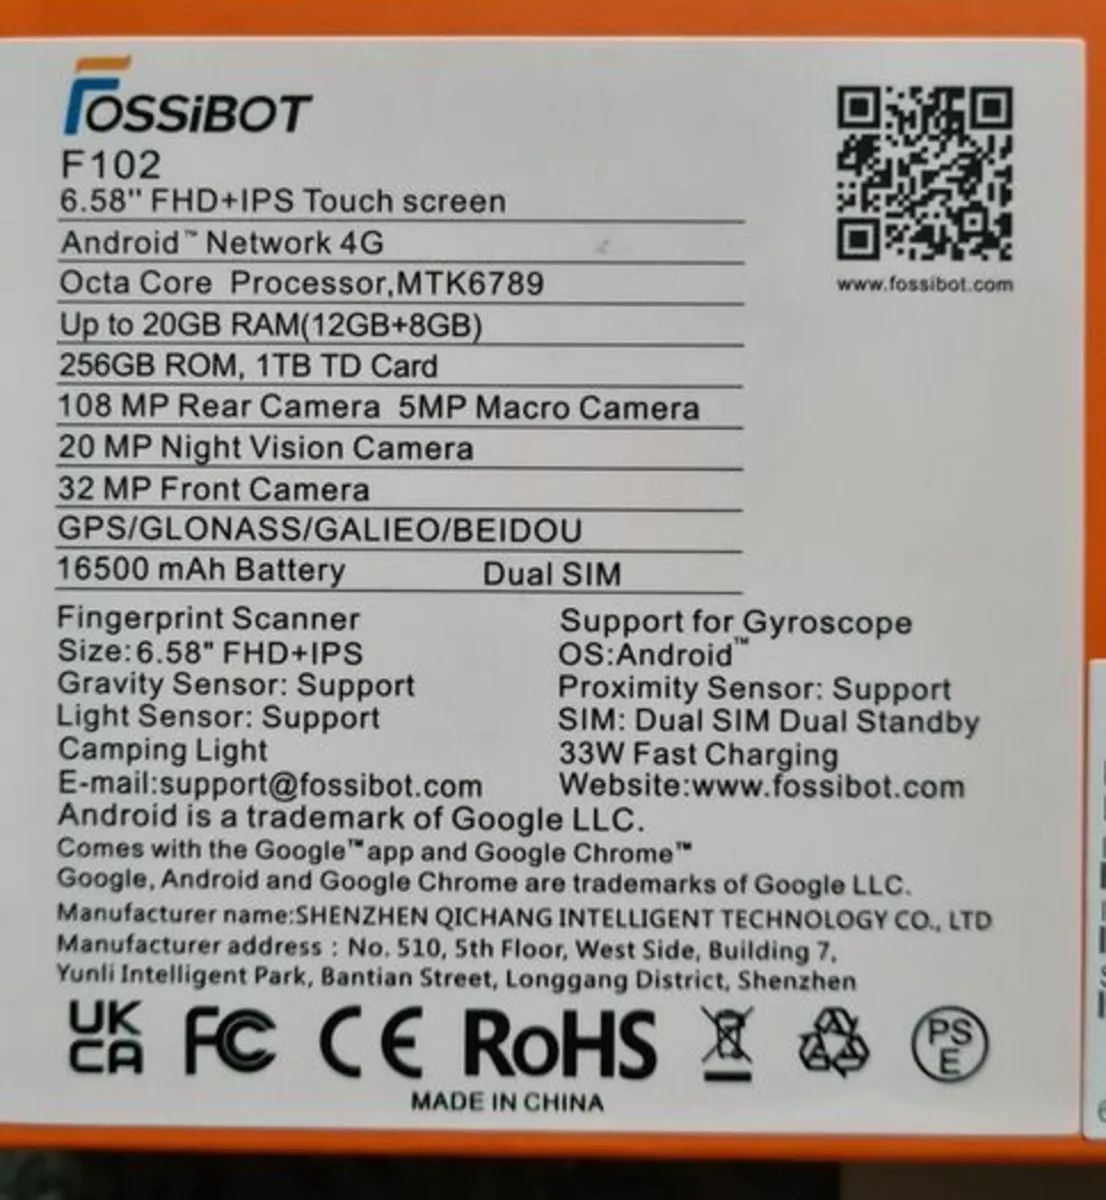 FOSSiBOT
F102
6.58" FHD+IPS Touch screen
Android™ Network 4G
Octa Core Processor,MTK6789
Up to 20GB RAM(12GB+8GB)
256GB ROM, 1TB TD Card
108 MP Rear Camera 5MP Macro Camera
20 MP Night Vision Camera
32 MP Front Camera
GPS/GLONASS/GALIEO/BEIDOU
16500 mAh Battery Dual SIM
www.fossibot.com
Fingerprint Scanner Support for Gyroscope
Size:6.58" FHD+IPS OS:Android™
Gravity Sensor: Support Proximity Sensor: Support
Light Sensor: Support SIM: Dual SIM Dual Standby
Camping Light 33W Fast Charging
E-mail:support@fossibot.com Website:www.fossibot.com
Android is a trademark of Google LLC.
Comes with the Google™app and Google Chrome™
Google, Android and Google Chrome are trademarks of Google LLC.
Manufacturer name:SHENZHEN QICHANG INTELLIGENT TECHNOLOGY CO., LTD
Manufacturer address : No. 510, 5th Floor, West Side, Building 7,
Yunli Intelligent Park, Bantian Street, Longgang District, Shenzhen
UK CA FC CE RoHS PS E
MADE IN CHINA